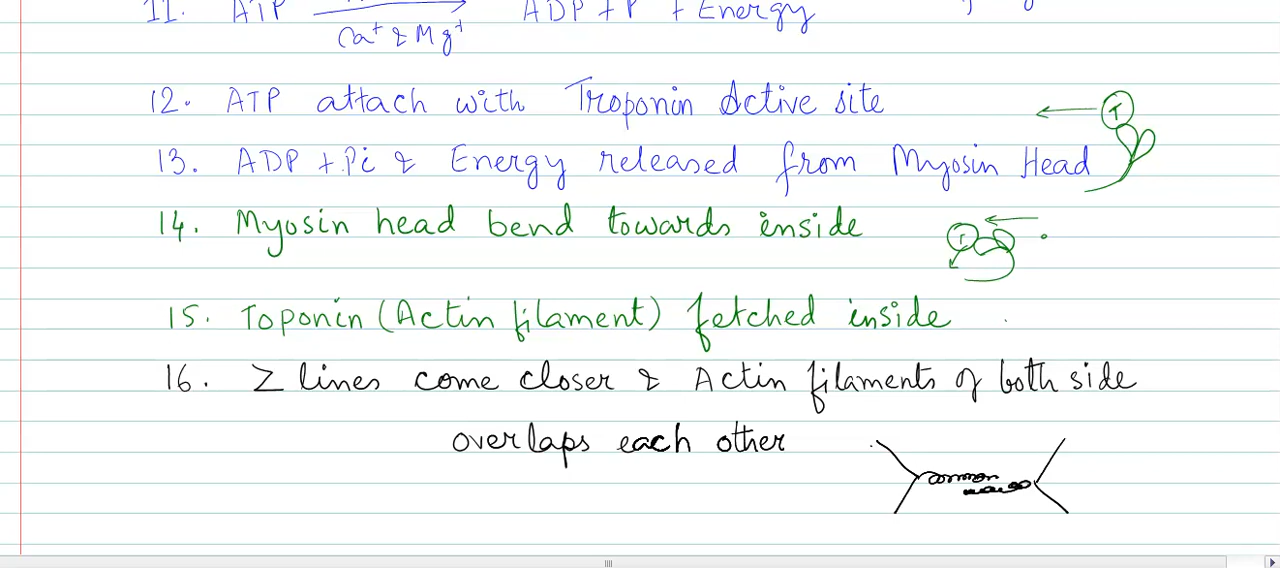 11. ATP ADP + P + Energy
Ca⁺ & Mg⁺
12. ATP attach with Troponin Active site
T
13. ADP + Pi & Energy released from Myosin Head
14. Myosin head bend towards inside
T
15. Toponin (Actin filament) fetched inside
16. Z lines come closer & Actin filaments of both side
overlaps each other